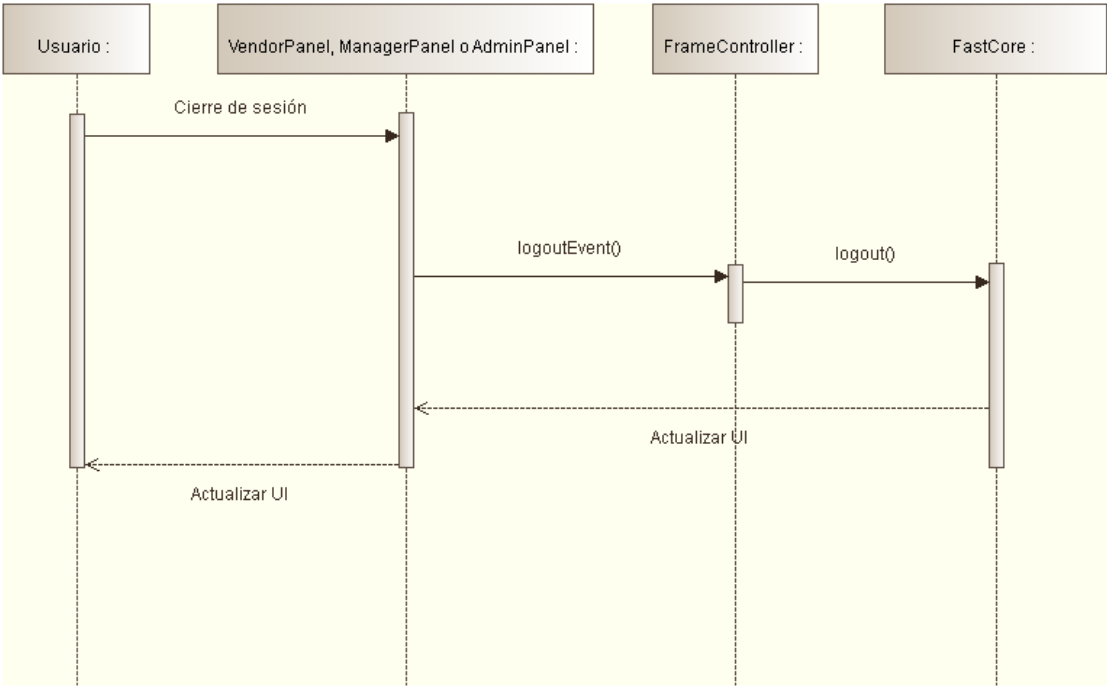 Usuario :
VendorPanel, ManagerPanel o AdminPanel :
FrameController :
FastCore :
Cierre de sesión
logoutEvent()
logout()
Actualizar UI
Actualizar UI